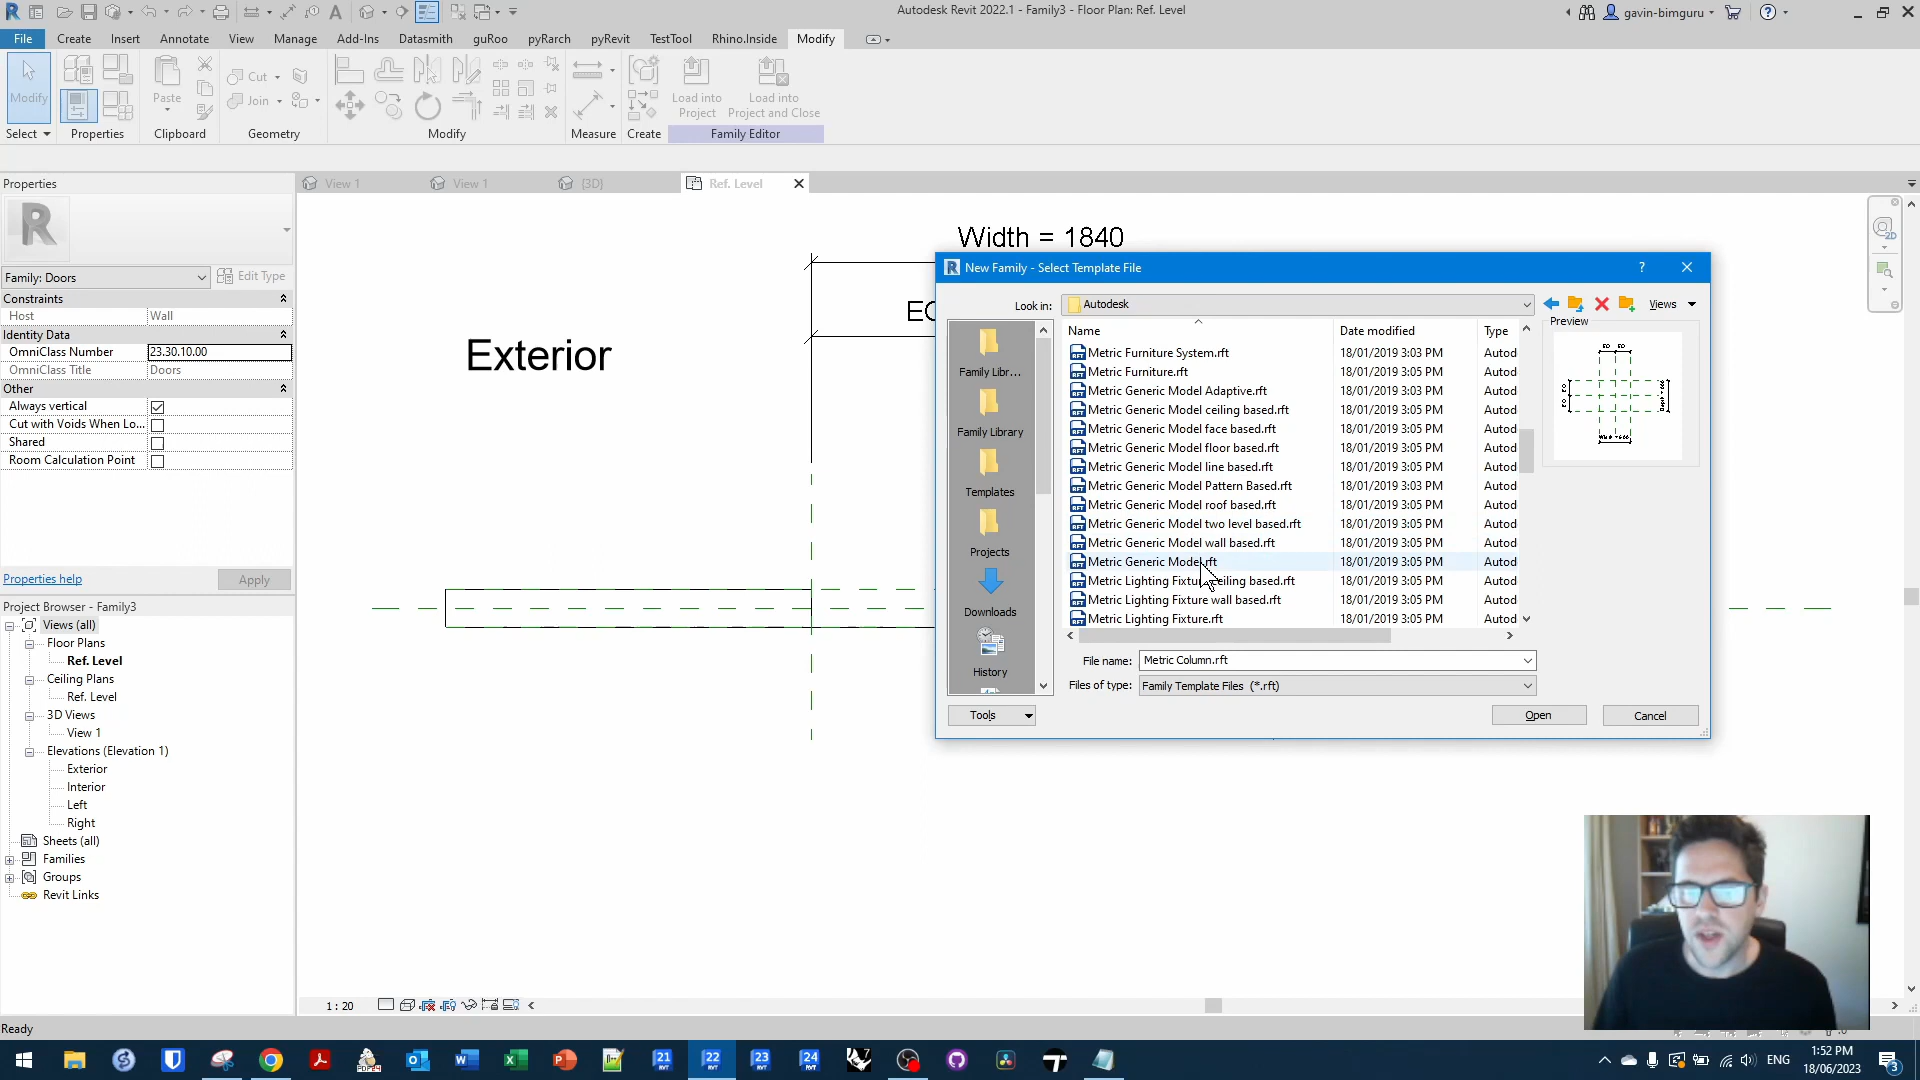 Autodesk Revit 2022.1 - Family3 - Floor Plan: Ref. Level
gavin-bimguru
File
Create
Insert
Annotate
View
Manage
Add-Ins
Datasmith
guRoo
pyRarch
pyRevit
TestTool
Rhino.Inside
Modify
Modify
Paste
Cut
Join
Load into
Project
Load into
Project and Close
Select
Properties
Clipboard
Geometry
Modify
Measure
Create
Family Editor
Properties
View 1
View 1
{3D}
Ref. Level
Family: Doors
Edit Type
Constraints
Host Wall
Identity Data
OmniClass Number 23.30.10.00
OmniClass Title Doors
Other
Always vertical
Cut with Voids When Lo...
Shared
Room Calculation Point
Properties help
Apply
Project Browser - Family3
Views (all)
Floor Plans
Ref. Level
Ceiling Plans
Ref. Level
3D Views
View 1
Elevations (Elevation 1)
Exterior
Interior
Left
Right
Sheets (all)
Families
Groups
Revit Links
Width = 1840
Exterior
New Family - Select Template File
Look in:
Autodesk
Views
Name
Date modified
Type
Preview
Metric Furniture System.rft 18/01/2019 3:03 PM Autod
Metric Furniture.rft 18/01/2019 3:05 PM Autod
Metric Generic Model Adaptive.rft 18/01/2019 3:03 PM Autod
Metric Generic Model ceiling based.rft 18/01/2019 3:05 PM Autod
Metric Generic Model face based.rft 18/01/2019 3:05 PM Autod
Metric Generic Model floor based.rft 18/01/2019 3:05 PM Autod
Metric Generic Model line based.rft 18/01/2019 3:05 PM Autod
Metric Generic Model Pattern Based.rft 18/01/2019 3:03 PM Autod
Metric Generic Model roof based.rft 18/01/2019 3:05 PM Autod
Metric Generic Model two level based.rft 18/01/2019 3:05 PM Autod
Metric Generic Model wall based.rft 18/01/2019 3:05 PM Autod
Metric Generic Model.rft 18/01/2019 3:05 PM Autod
Metric Lighting Fixture ceiling based.rft 18/01/2019 3:05 PM Autod
Metric Lighting Fixture wall based.rft 18/01/2019 3:05 PM Autod
Metric Lighting Fixture.rft 18/01/2019 3:05 PM Autod
Family Libr...
Family Library
Templates
Projects
Downloads
History
File name: Metric Column.rft
Files of type: Family Template Files (*.rft)
Tools
Open
Cancel
1 : 20
Ready
ENG
1:52 PM
18/06/2023